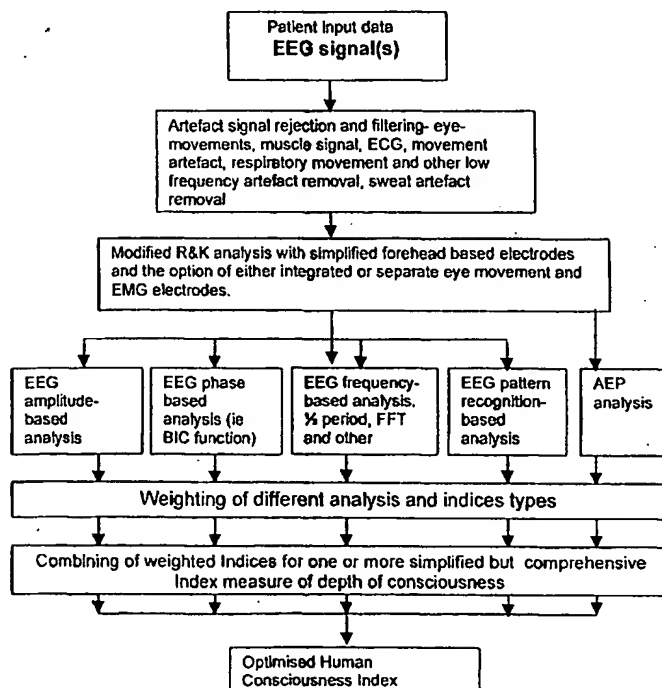 Patient input data
EEG signal(s)
Artefact signal rejection and filtering- eye-
movements, muscle signal, ECG, movement
artefact, respiratory movement and other low
frequency artefact removal, sweat artefact
removal
Modified R&K analysis with simplified forehead based electrodes
and the option of either integrated or separate eye movement and
EMG electrodes.
EEG
amplitude-
based
analysis
EEG phase
based
analysis (ie
BIC function)
EEG frequency-
based analysis.
½ period, FFT
and other
EEG pattern
recognition-
based
analysis
AEP
analysis
Weighting of different analysis and indices types
Combining of weighted Indices for one or more simplified but comprehensive
Index measure of depth of consciousness
Optimised Human
Consciousness Index